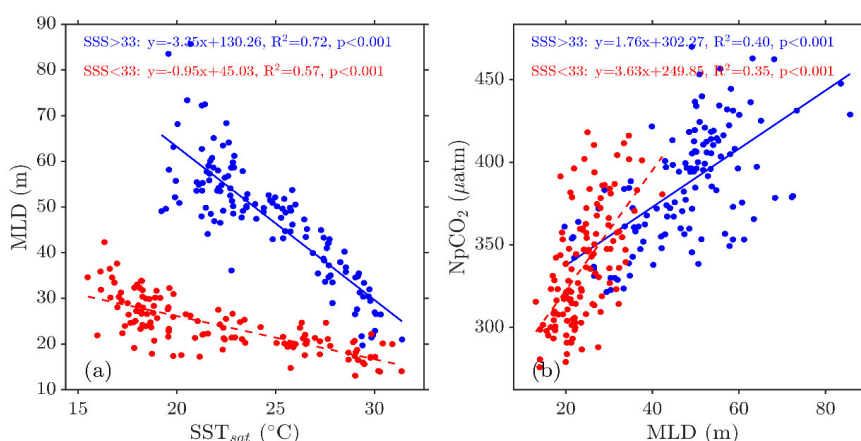 SSS>33: y=-3.35x+130.26, R²=0.72, p<0.001
SSS<33: y=-0.95x+45.03, R²=0.57, p<0.001
90
80
70
60
50
40
30
20
10
MLD (m)
(a)
15 20 25 30
SST_sat (°C)
SSS>33: y=1.76x+302.27, R²=0.40, p<0.001
SSS<33: y=3.63x+249.85, R²=0.35, p<0.001
450
400
350
300
NpCO₂ (μatm)
(b)
20 40 60 80
MLD (m)